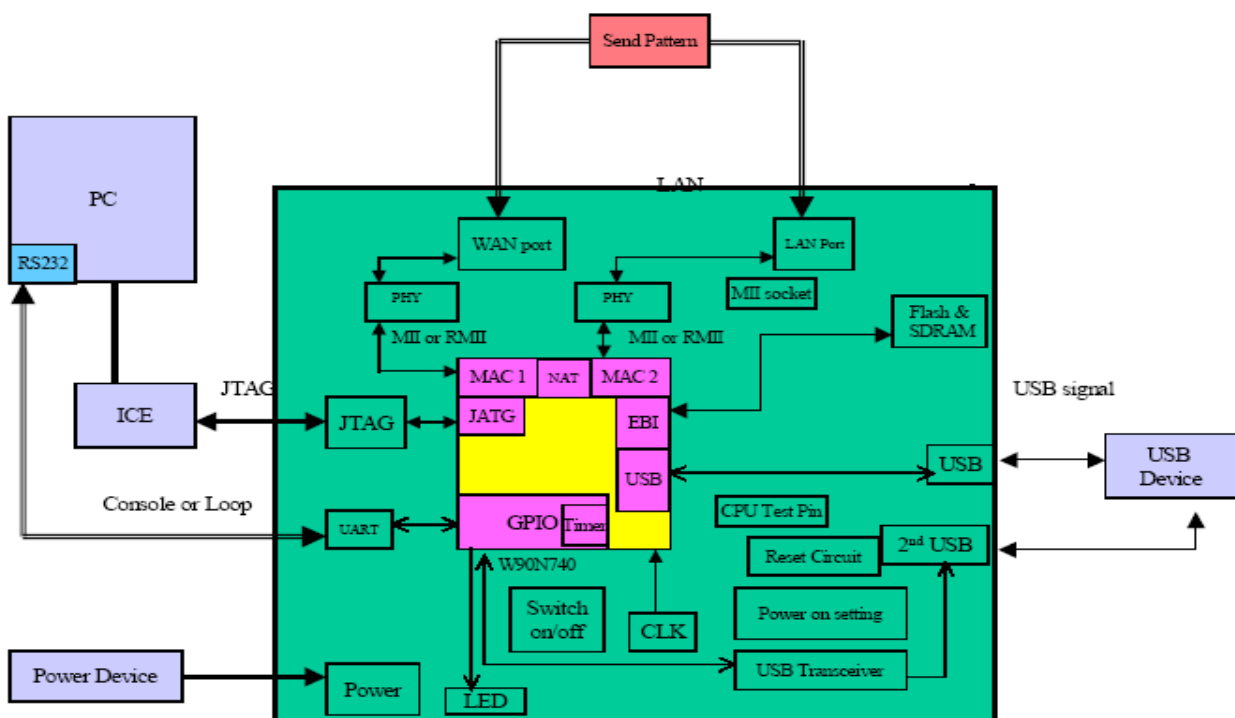 Send Pattern
LAN
PC
RS232
WAN port
LAN Port
PHY
PHY
MII socket
Flash &
SDRAM
MII or RMII
MII or RMII
MAC 1
NAT
MAC 2
JTAG
USB signal
ICE
JTAG
JATG
EBI
USB
USB
USB
Device
Console or Loop
CPU Test Pin
UART
GPIO
Timer
2nd USB
Reset Circuit
W90N740
Switch
on/off
CLK
Power on setting
Power Device
Power
LED
USB Transceiver